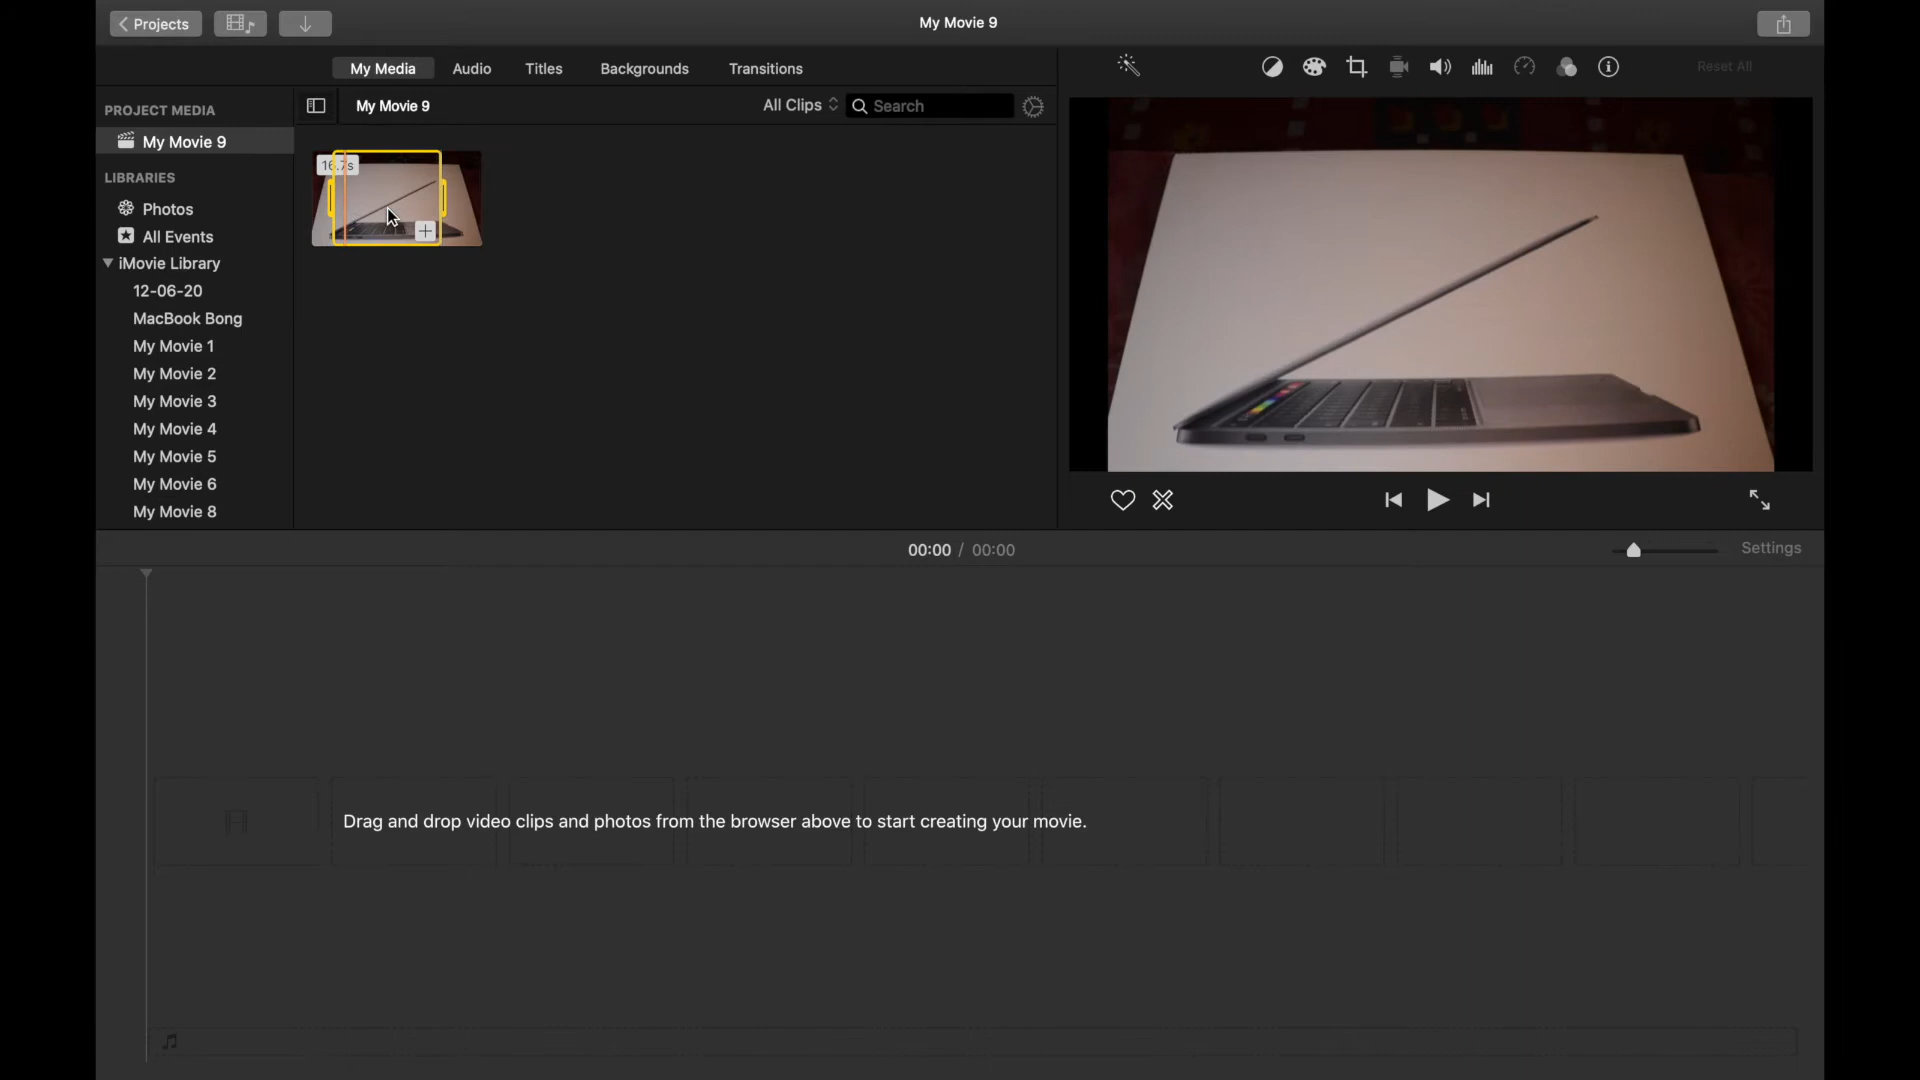 Projects
My Movie 9
My Media
Audio
Titles
Backgrounds
Transitions
Reset All
PROJECT MEDIA
My Movie 9
All Clips
Search
My Movie 9
LIBRARIES
Photos
All Events
iMovie Library
12-06-20
MacBook Bong
My Movie 1
My Movie 2
My Movie 3
My Movie 4
My Movie 5
My Movie 6
My Movie 8
16.7s
00:00 / 00:00
Settings
Drag and drop video clips and photos from the browser above to start creating your movie.